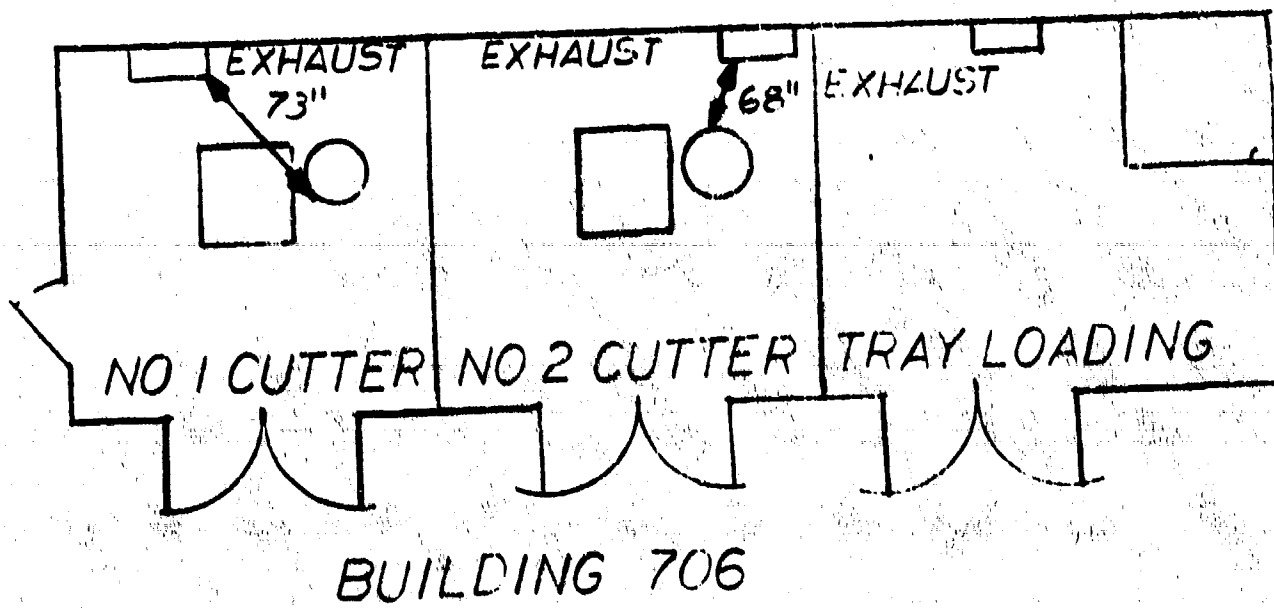 EXHAUST EXHAUST
73" 68" EXHAUST
NO 1 CUTTER NO 2 CUTTER TRAY LOADING
BUILDING 706